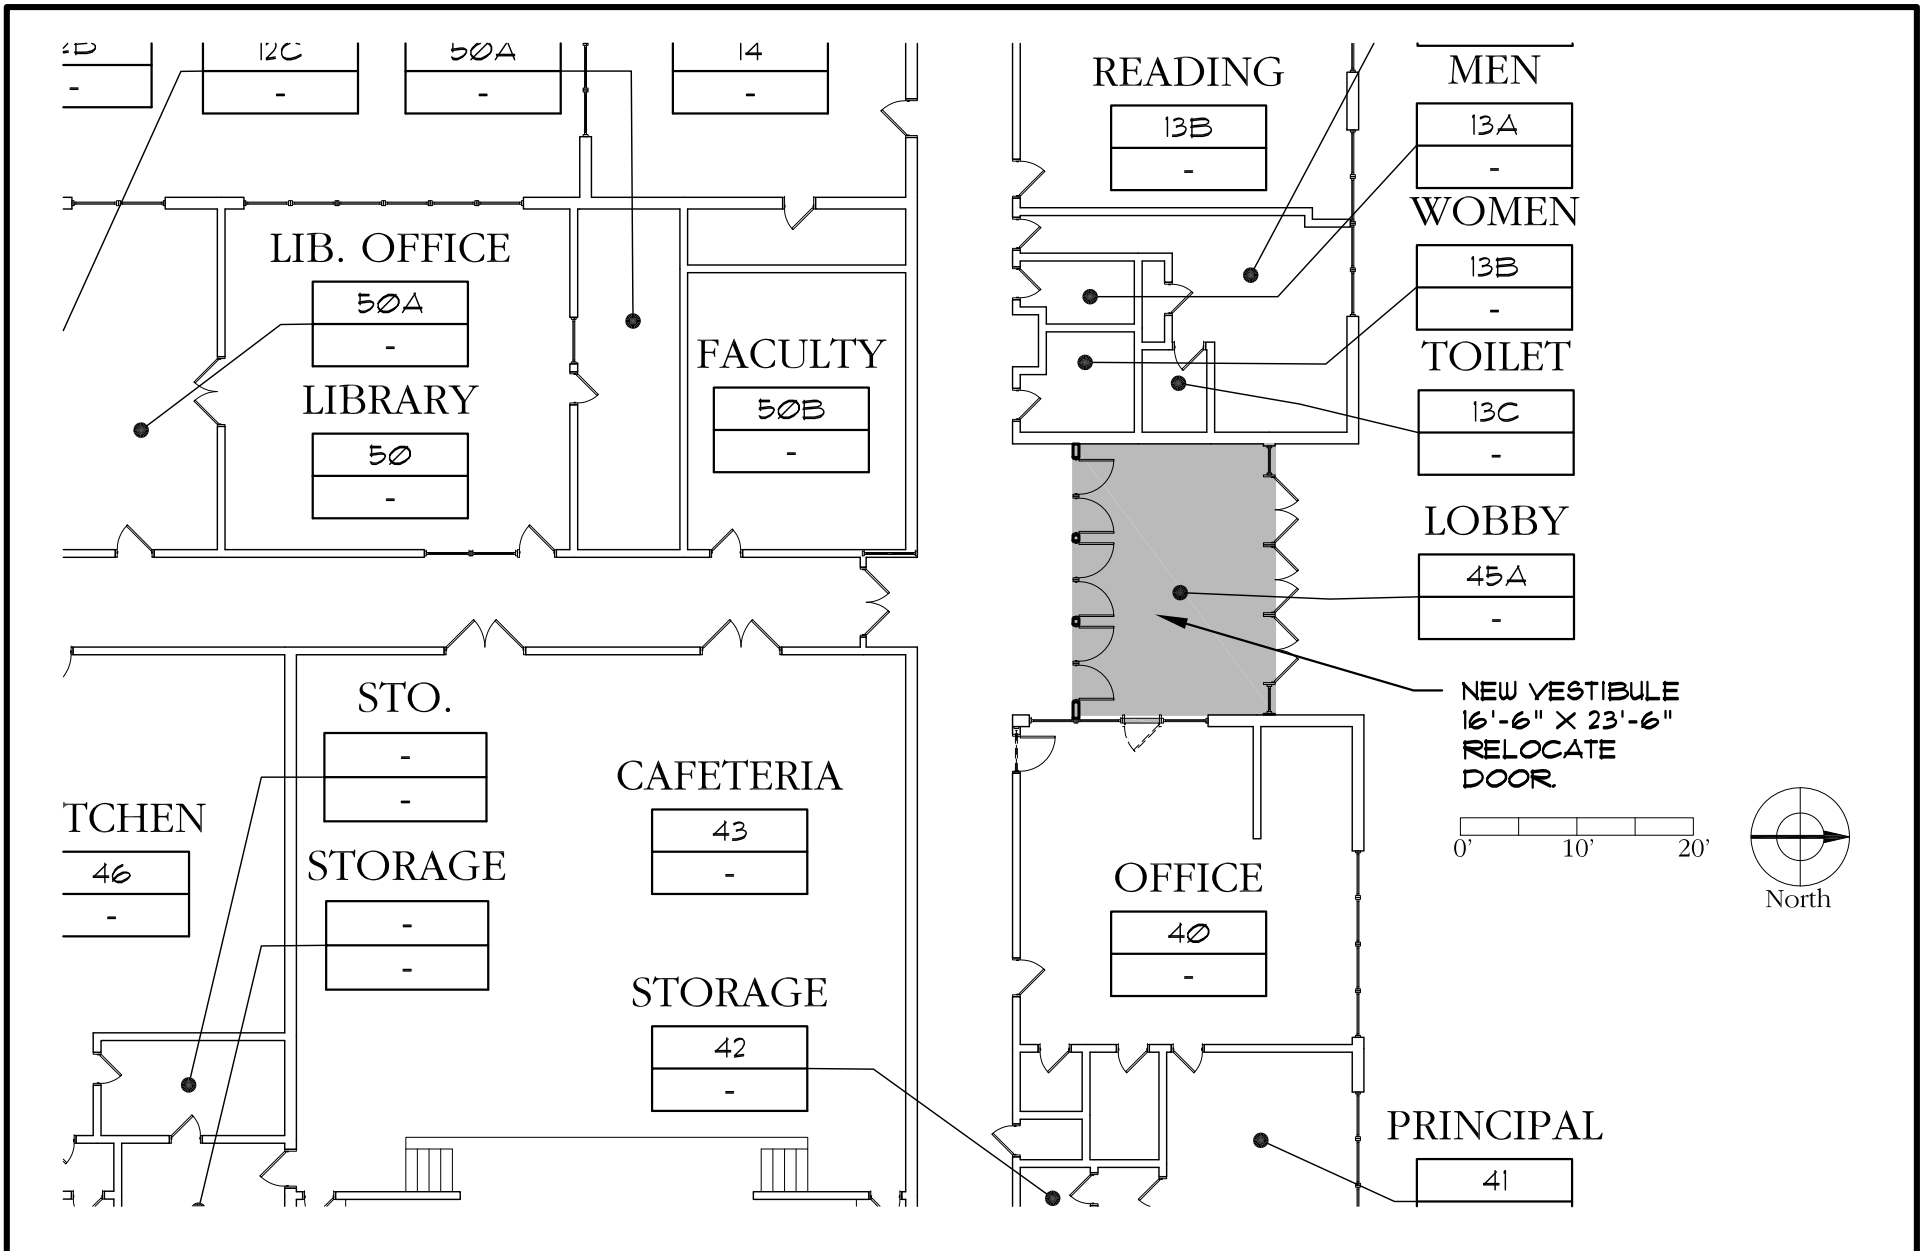 12C
-
50A
-
14
-
-
READING
13B
-
MEN
13A
-
WOMEN
13B
-
TOILET
13C
-
LOBBY
45A
-
LIB. OFFICE
50A
-
LIBRARY
50
-
FACULTY
50B
-
NEW VESTIBULE
16'-6" X 23'-6"
RELOCATE
DOOR.
0' 10' 20'
North
STO.
-
-
CAFETERIA
43
-
TCHEN
46
-
STORAGE
-
-
STORAGE
42
-
OFFICE
40
-
PRINCIPAL
41